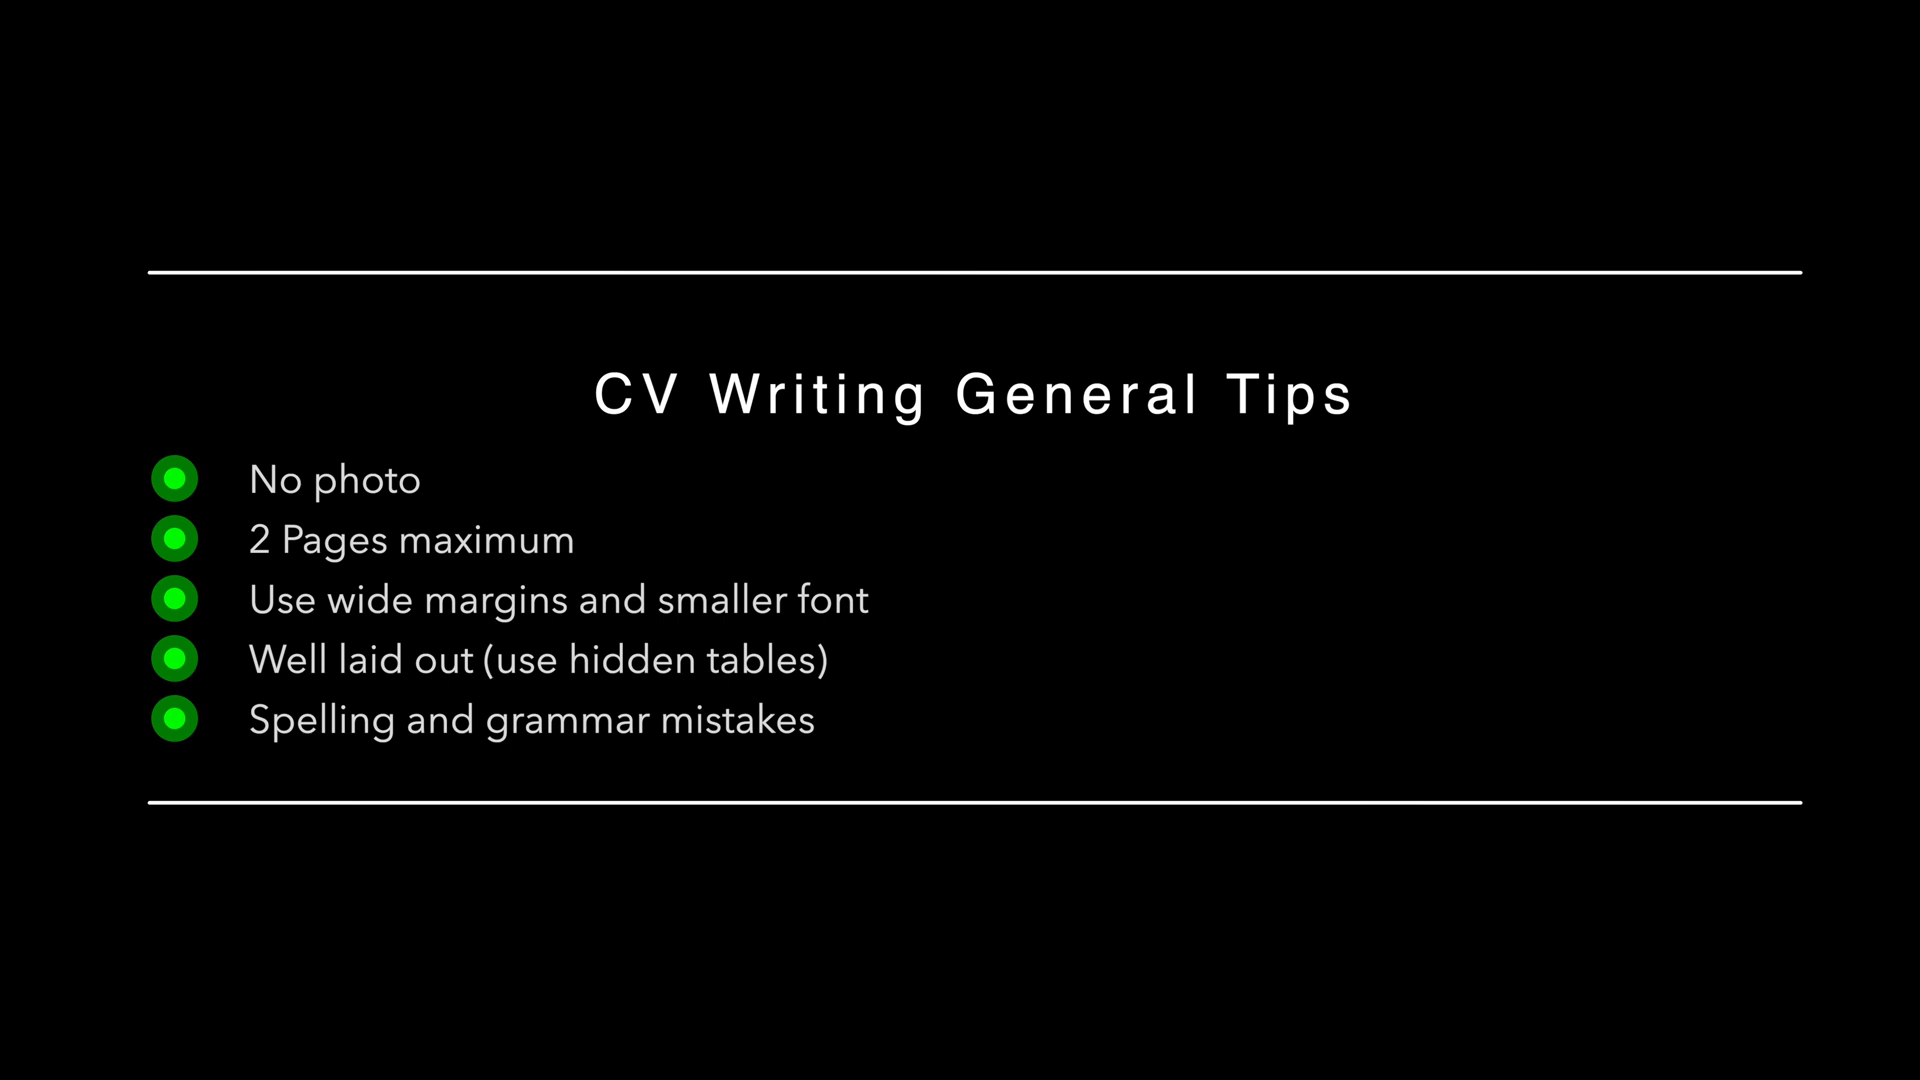 CV Writing General Tips
No photo
2 Pages maximum
Use wide margins and smaller font
Well laid out (use hidden tables)
Spelling and grammar mistakes